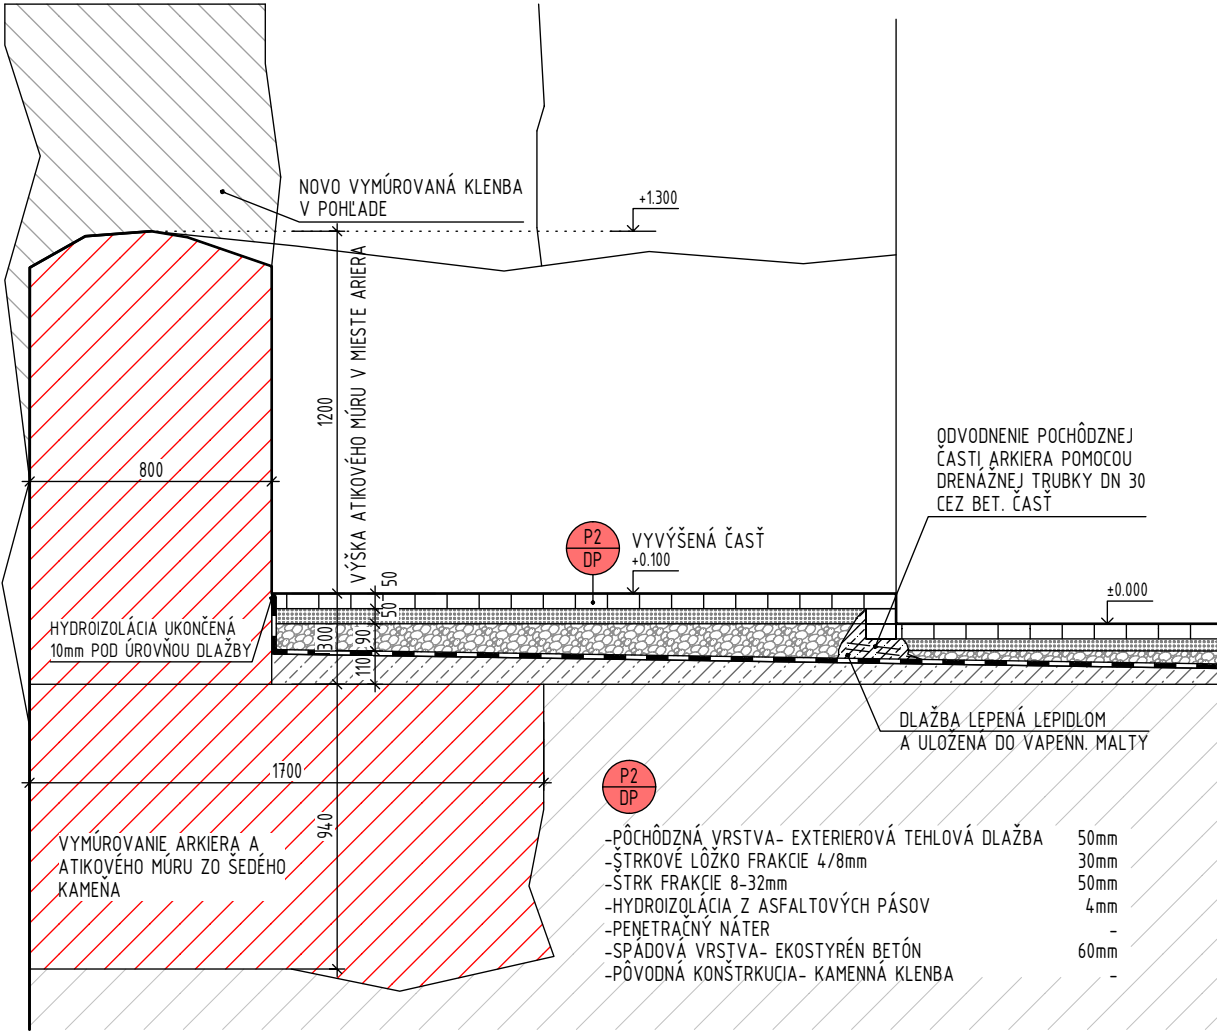 NOVO VYMÚROVANÁ KLENBA
V POHĽADE
+1.300
VÝŠKA ATIKOVÉHO MÚRU V MIESTE ARIERA
1200
800
ODVODNENIE POCHÔDZNEJ
ČASTI ARKIERA POMOCOU
DRENÁŽNEJ TRUBKY DN 30
CEZ BET. ČASŤ
P2
DP
VYVÝŠENÁ ČASŤ
+0.100
±0.000
50
50
300
90
110
HYDROIZOLÁCIA UKONČENÁ
10mm POD ÚROVŇOU DLAŽBY
DLAŽBA LEPENÁ LEPIDLOM
A ULOŽENÁ DO VAPENN. MALTY
1700
940
P2
DP
VYMÚROVANIE ARKIERA A
ATIKOVÉHO MÚRU ZO ŠEDÉHO
KAMEŇA
-PÔCHÔDZNÁ VRSTVA- EXTERIEROVÁ TEHLOVÁ DLAŽBA 50mm
-ŠTRKOVÉ LÔŽKO FRAKCIE 4/8mm 30mm
-ŠTRK FRAKCIE 8-32mm 50mm
-HYDROIZOLÁCIA Z ASFALTOVÝCH PÁSOV 4mm
-PENETRAČNÝ NÁTER -
-SPÁDOVÁ VRSTVA- EKOSTYRÉN BETÓN 60mm
-PÔVODNÁ KONŠTRKUCIA- KAMENNÁ KLENBA -